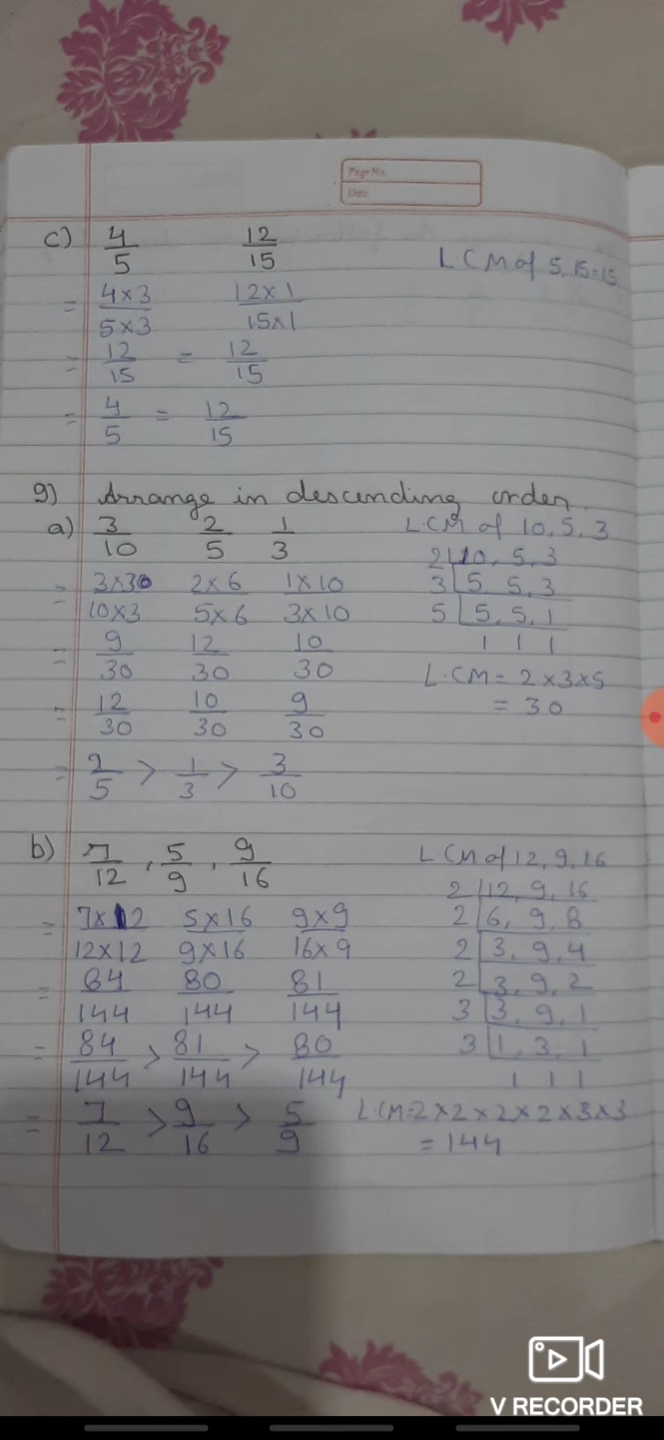 Page No.
Date
c) 4/5 12/15 L.C.M of 5, 15=15
= 4×3/5×3 12×1/15×1
= 12/15 = 12/15
= 4/5 = 12/15
9) Arrange in descending order
a) 3/10 2/5 1/3 L.C.M of 10, 5, 3
2 | 10, 5, 3
= 3×30/10×3 2×6/5×6 1×10/3×10 3 | 5, 5, 3
5 | 5, 5, 1
1 1 1
= 9/30 12/30 10/30 L.C.M = 2×3×5
= 12/30 10/30 9/30 = 30
= 2/5 > 1/3 > 3/10
b) 7/12, 5/9, 9/16 L.C.M of 12, 9, 16
2 | 12, 9, 16
= 7×12/12×12 5×16/9×16 9×9/16×9 2 | 6, 9, 8
2 | 3, 9, 4
= 84/144 80/144 81/144 2 | 3, 9, 2
3 | 3, 9, 1
= 84/144 > 81/144 > 80/144 3 | 1, 3, 1
1 1 1
= 7/12 > 9/16 > 5/9 L.C.M=2×2×2×2×3×3
= 144
V RECORDER